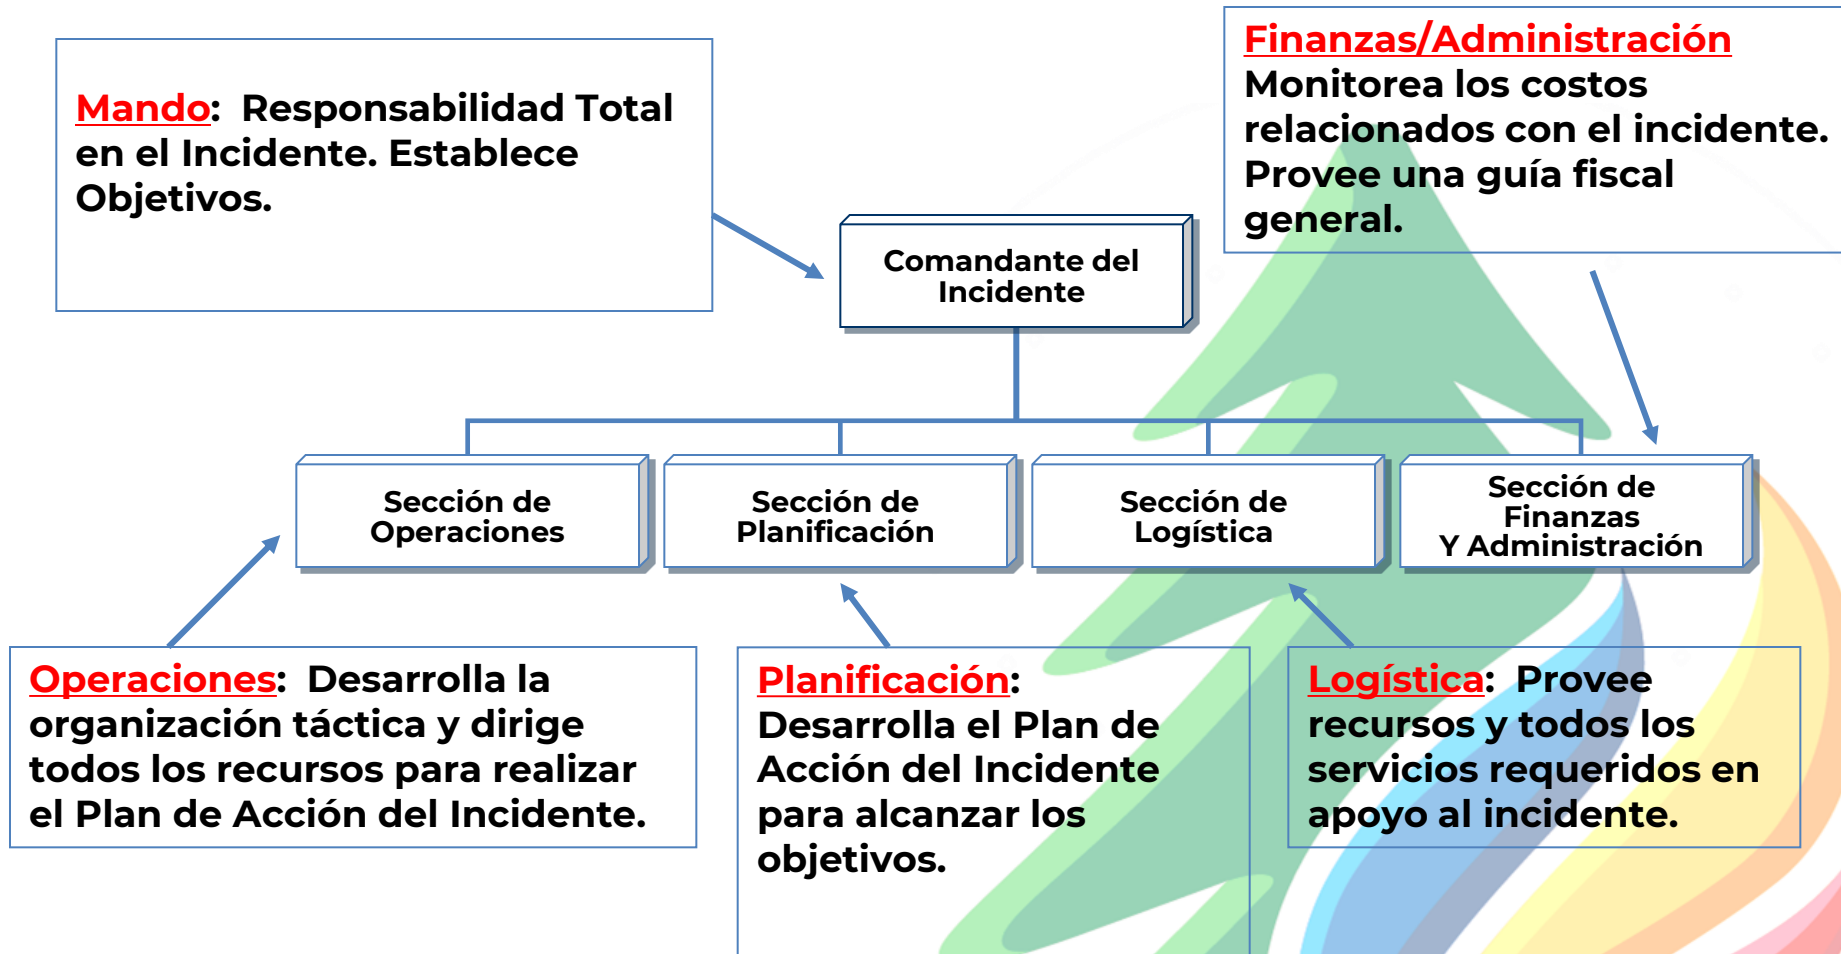 Mando: Responsabilidad Total
en el Incidente. Establece
Objetivos.
Finanzas/Administración
Monitorea los costos
relacionados con el incidente.
Provee una guía fiscal
general.
Comandante del
Incidente
Sección de
Operaciones
Sección de
Planificación
Sección de
Logística
Sección de
Finanzas
Y Administración
Operaciones: Desarrolla la
organización táctica y dirige
todos los recursos para realizar
el Plan de Acción del Incidente.
Planificación:
Desarrolla el Plan de
Acción del Incidente
para alcanzar los
objetivos.
Logística: Provee
recursos y todos los
servicios requeridos en
apoyo al incidente.